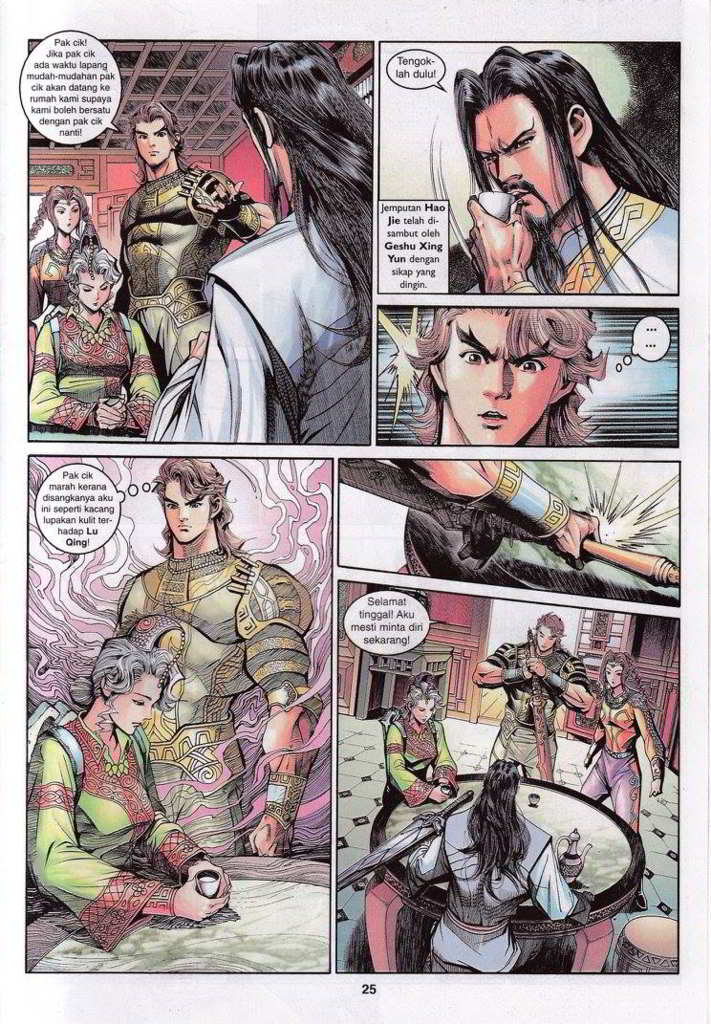 Pak cik!
Jika pak cik
ada waktu lapang
mudah-mudahan pak
cik akan datang ke
rumah kami supaya
kami boleh bersatu
dengan pak cik
nanti!
Tengok-
lah dulu!
Jemputan Hao
Jie telah di-
sambut oleh
Geshu Xing
Yun dengan
sikap yang
dingin.
...
...
Pak cik
marah kerana
disangkanya aku
ini seperti kacang
lupakan kulit ter-
hadap Lu
Qing!
Selamat
tinggal! Aku
mesti minta diri
sekarang!
25